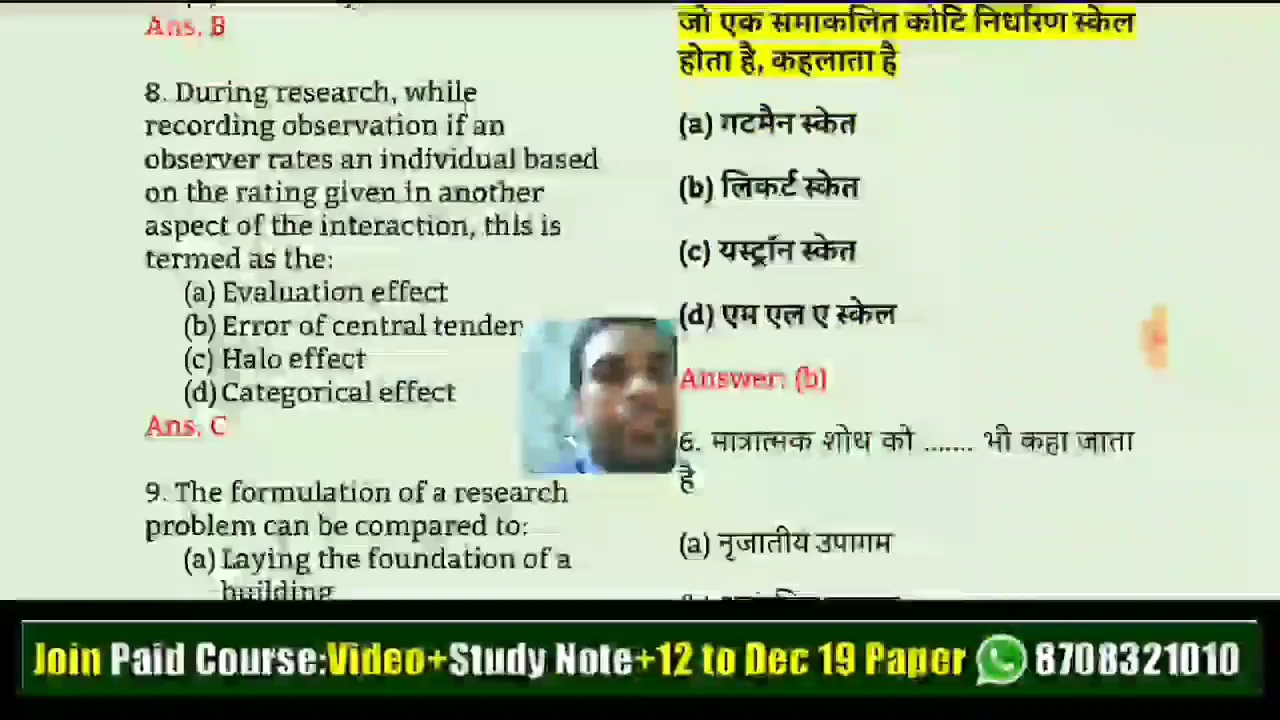 Ans. B
8. During research, while
recording observation if an
observer rates an individual based
on the rating given in another
aspect of the interaction, this is
termed as the:
(a) Evaluation effect
(b) Error of central tenden
(c) Halo effect
(d) Categorical effect
Ans. C
9. The formulation of a research
problem can be compared to:
(a) Laying the foundation of a
building
जो एक समाकलित कोटि निर्धारण स्केल
होता है, कहलाता है
(a) गटमैन स्केत
(b) लिकर्ट स्केत
(c) यस्ट्रॉन स्केत
(d) एम एल ए स्केल
Answer: (b)
6. मात्रात्मक शोध को ....... भी कहा जाता
है
(a) नृजातीय उपागम
Join Paid Course:Video+Study Note+12 to Dec 19 Paper 8708321010